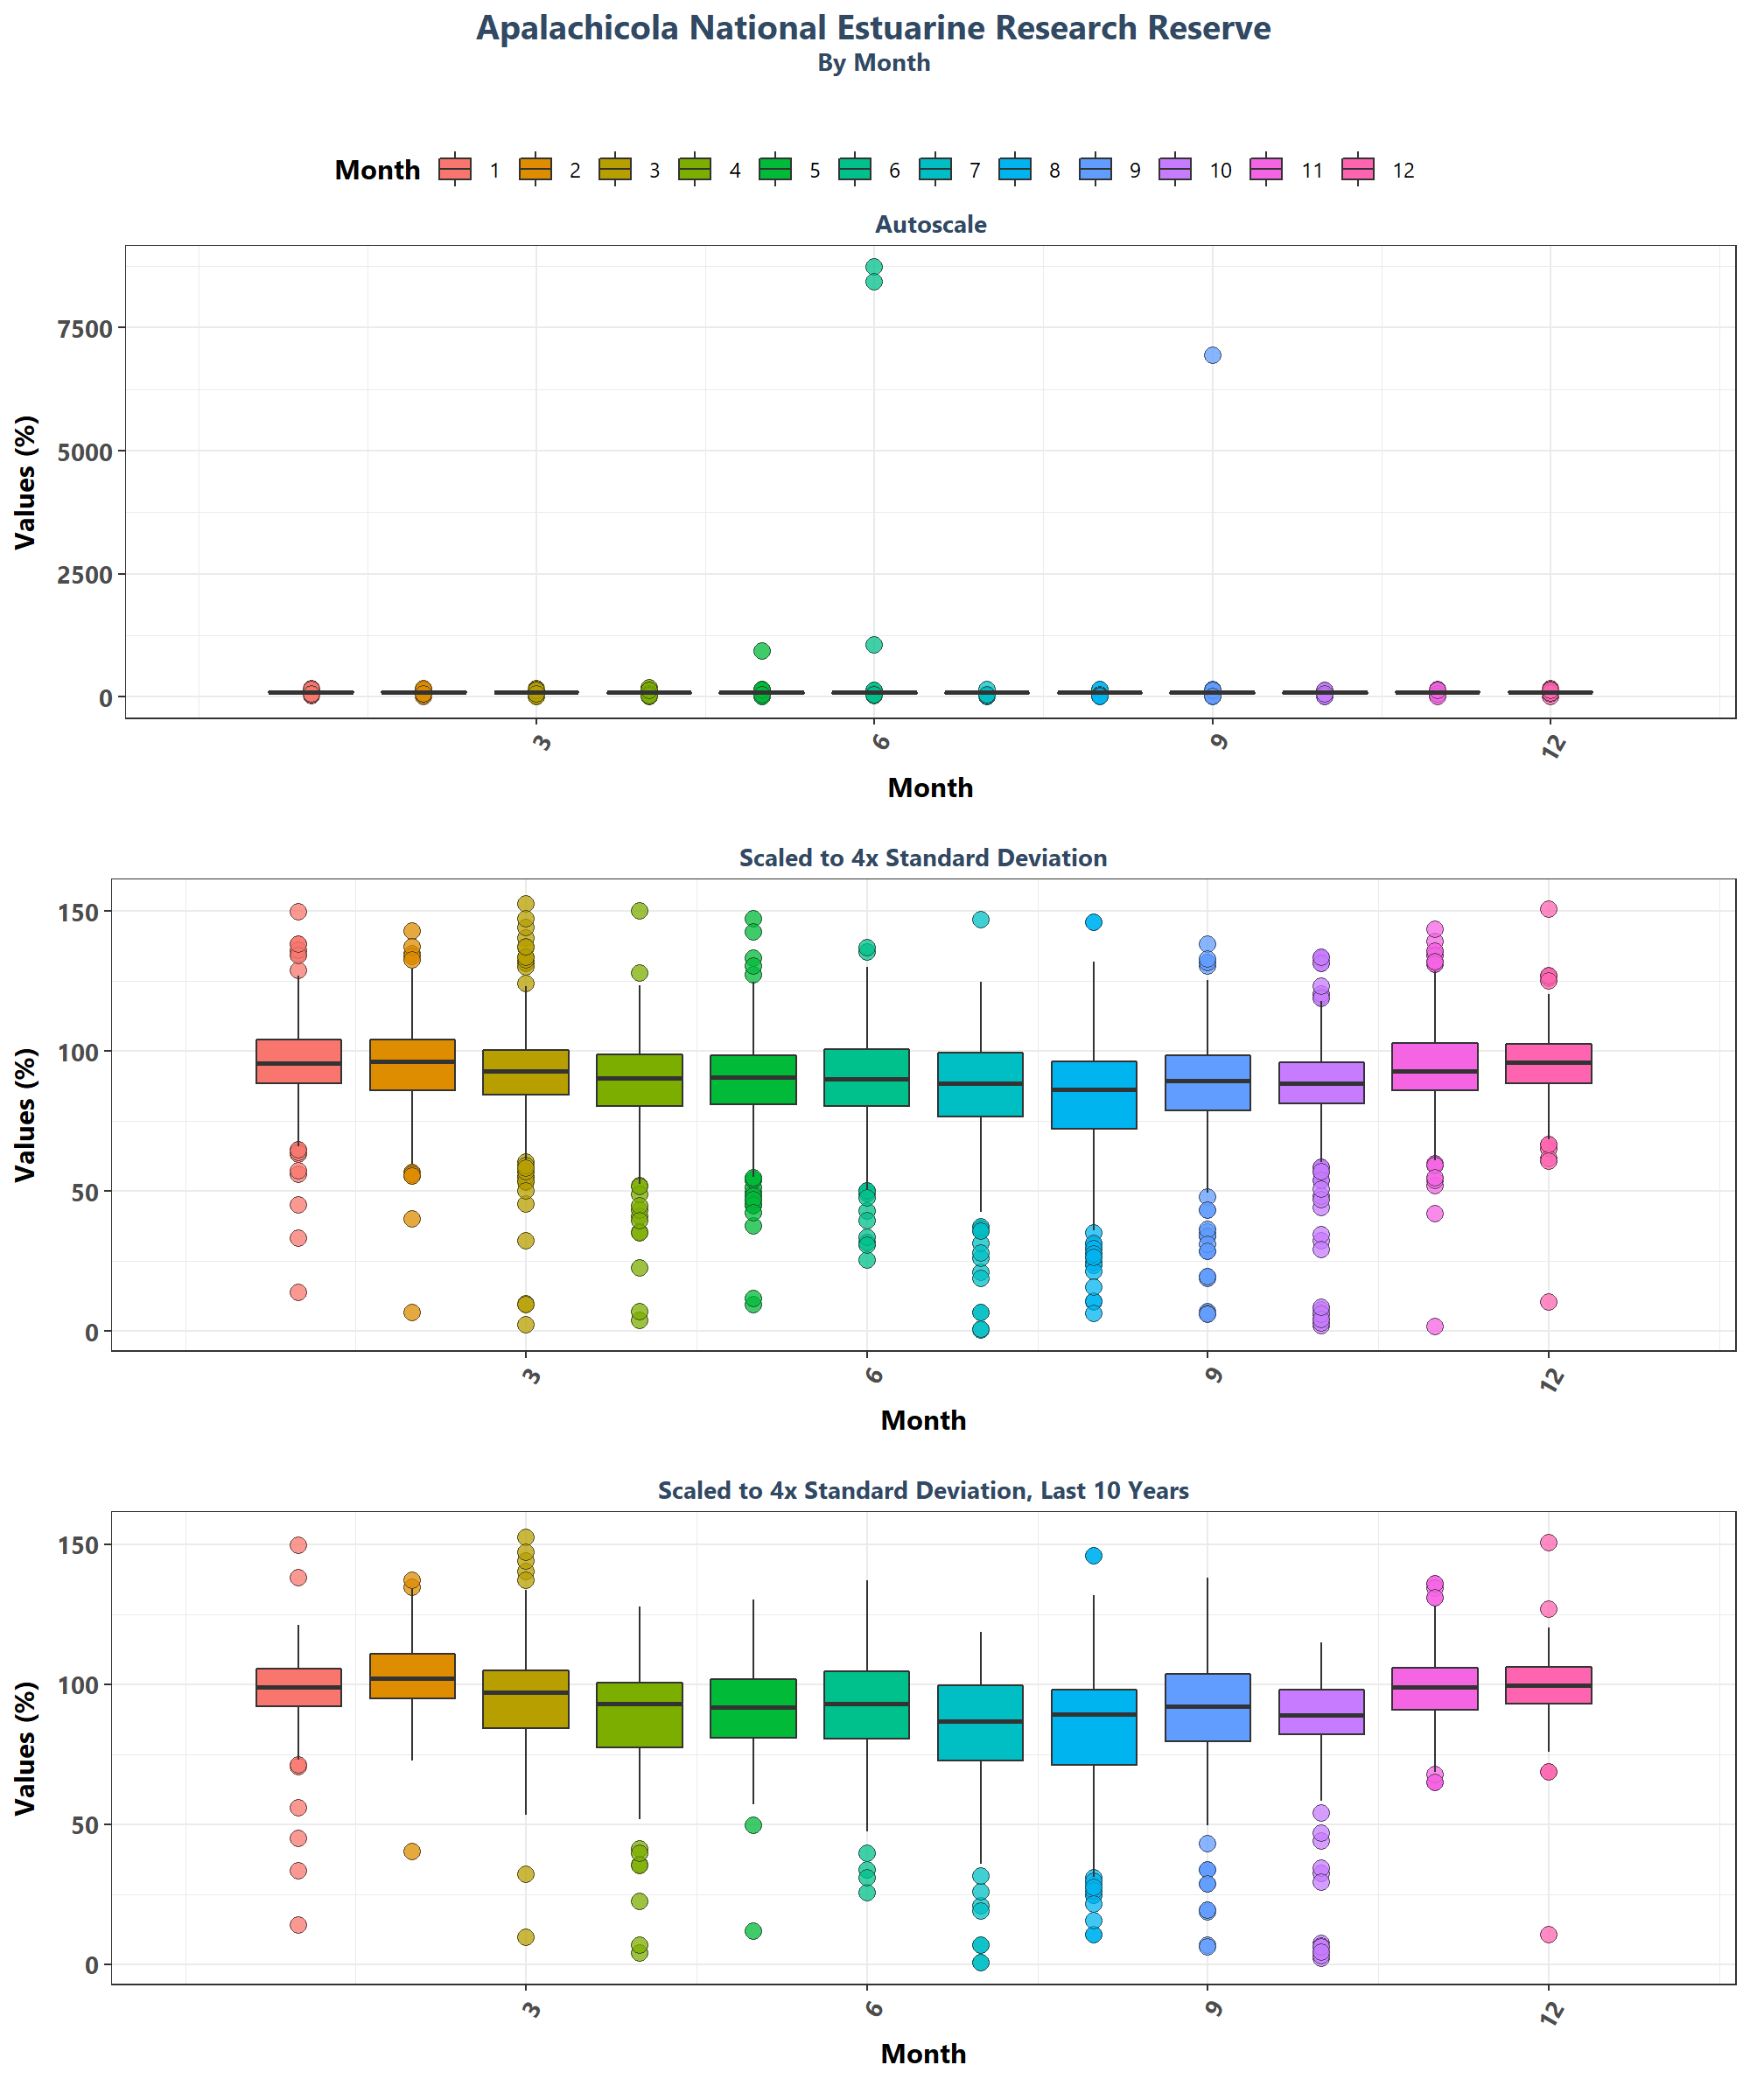 Apalachicola National Estuarine Research Reserve
By Month
Month 1 2 3 4 5 6 7 8 9 10 11 12
Autoscale
Values (%)
7500
5000
2500
0
3 6 9 12
Month
Scaled to 4x Standard Deviation
Values (%)
150
100
50
0
3 6 9 12
Month
Scaled to 4x Standard Deviation, Last 10 Years
Values (%)
150
100
50
0
3 6 9 12
Month